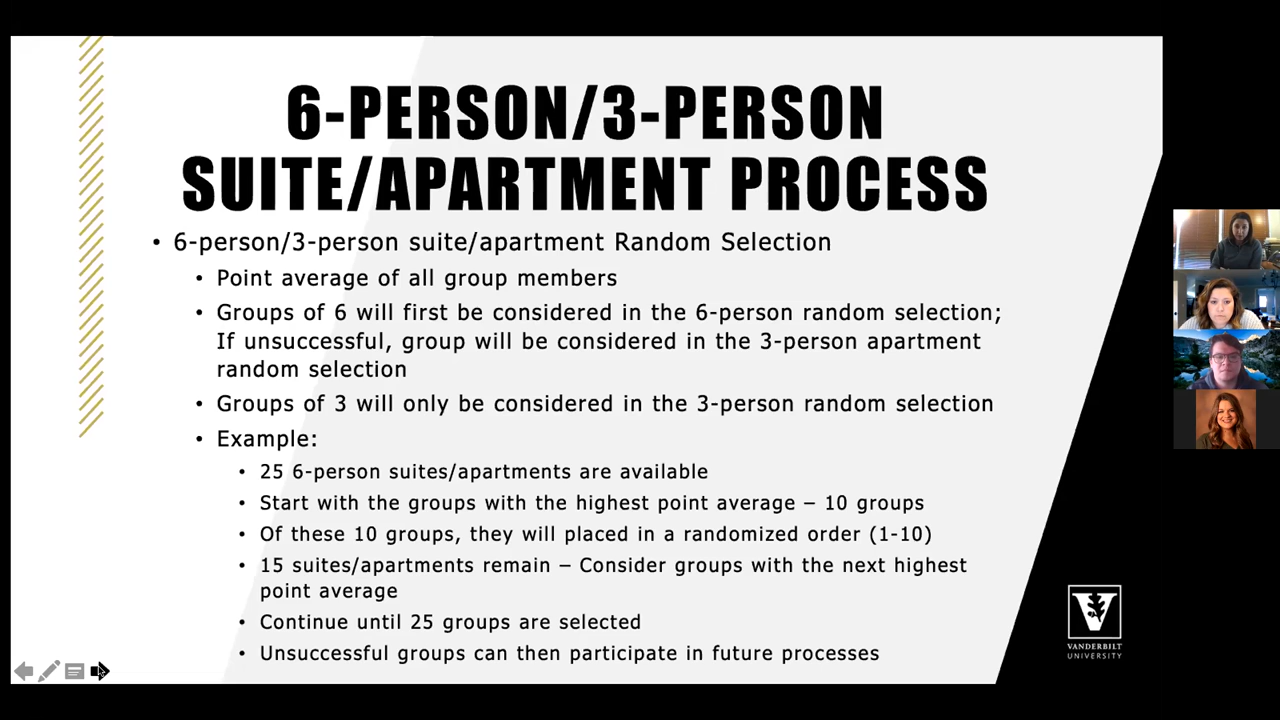 6-PERSON/3-PERSON
SUITE/APARTMENT PROCESS
• 6-person/3-person suite/apartment Random Selection
• Point average of all group members
• Groups of 6 will first be considered in the 6-person random selection;
If unsuccessful, group will be considered in the 3-person apartment
random selection
• Groups of 3 will only be considered in the 3-person random selection
• Example:
• 25 6-person suites/apartments are available
• Start with the groups with the highest point average – 10 groups
• Of these 10 groups, they will placed in a randomized order (1-10)
• 15 suites/apartments remain – Consider groups with the next highest
point average
• Continue until 25 groups are selected
• Unsuccessful groups can then participate in future processes
V
VANDERBILT
UNIVERSITY